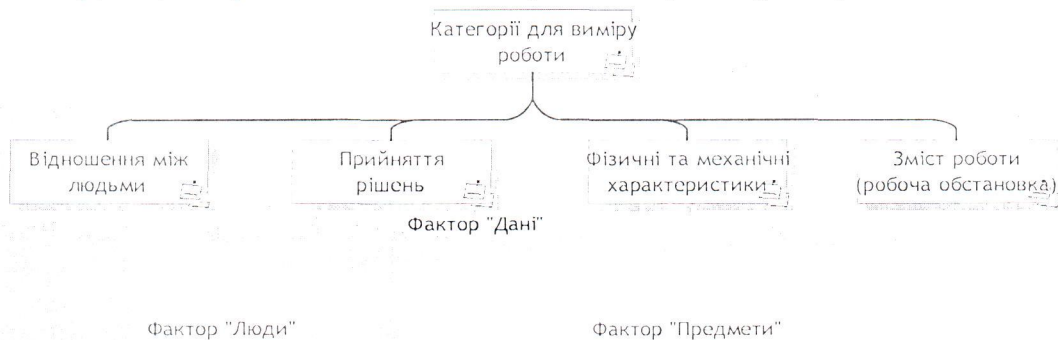 Категорії для виміру
роботи
Відношення між
людьми
Прийняття
рішень
Фізичні та механічні
характеристики
Зміст роботи
(робоча обстановка)
Фактор "Дані"
Фактор "Люди"
Фактор "Предмети"